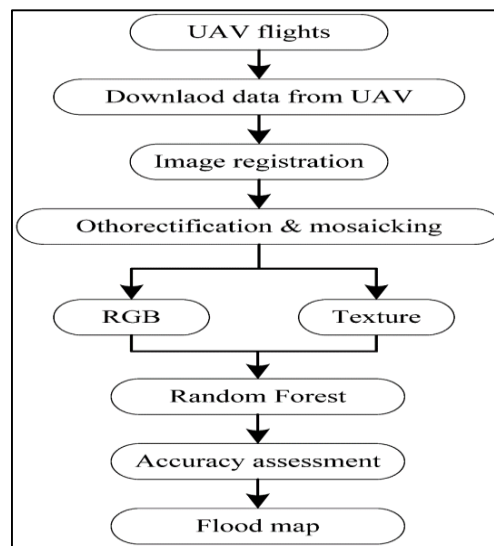 UAV flights
Downlaod data from UAV
Image registration
Othorectification & mosaicking
RGB
Texture
Random Forest
Accuracy assessment
Flood map